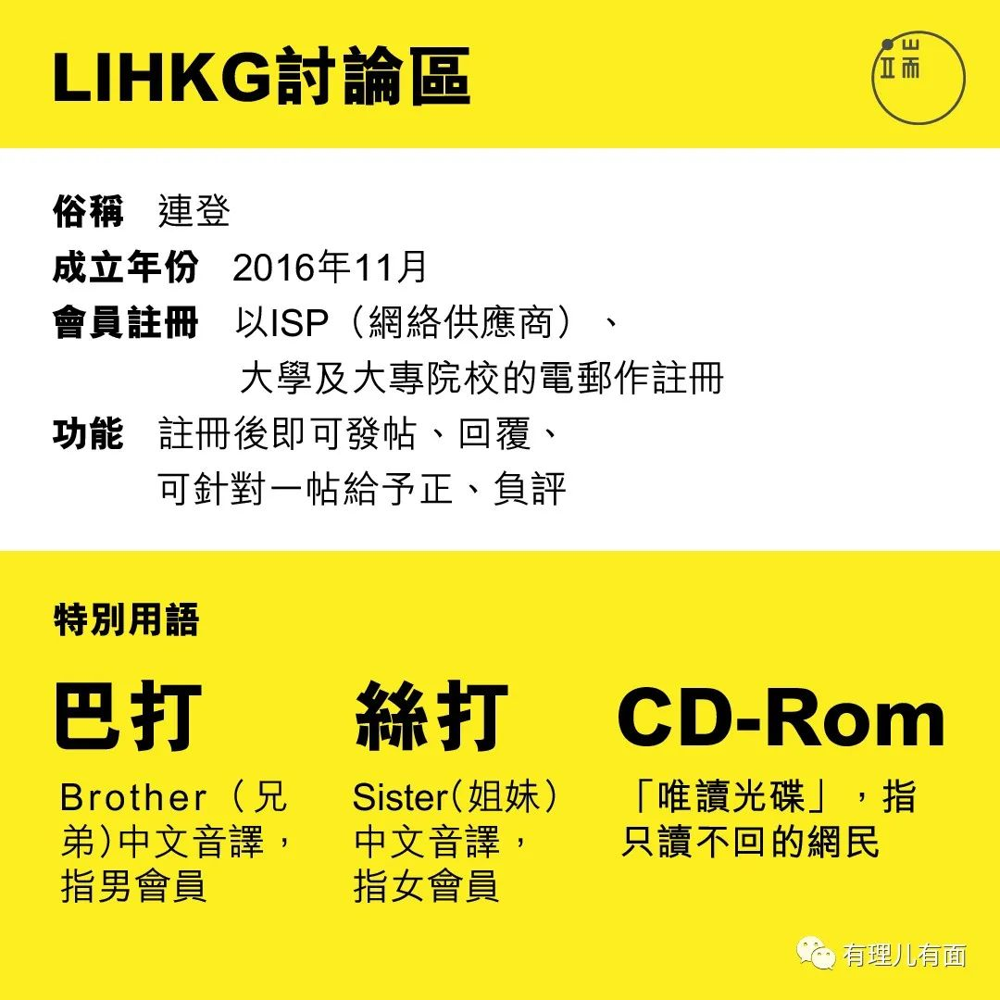 LIHKG討論區
端
俗稱 連登
成立年份 2016年11月
會員註冊 以ISP（網絡供應商）、
大學及大專院校的電郵作註冊
功能 註冊後即可發帖、回覆、
可針對一帖給予正、負評
特別用語
巴打
Brother（兄
弟)中文音譯，
指男會員
絲打
Sister(姐妹）
中文音譯，
指女會員
CD-Rom
「唯讀光碟」，指
只讀不回的網民
有理儿有面